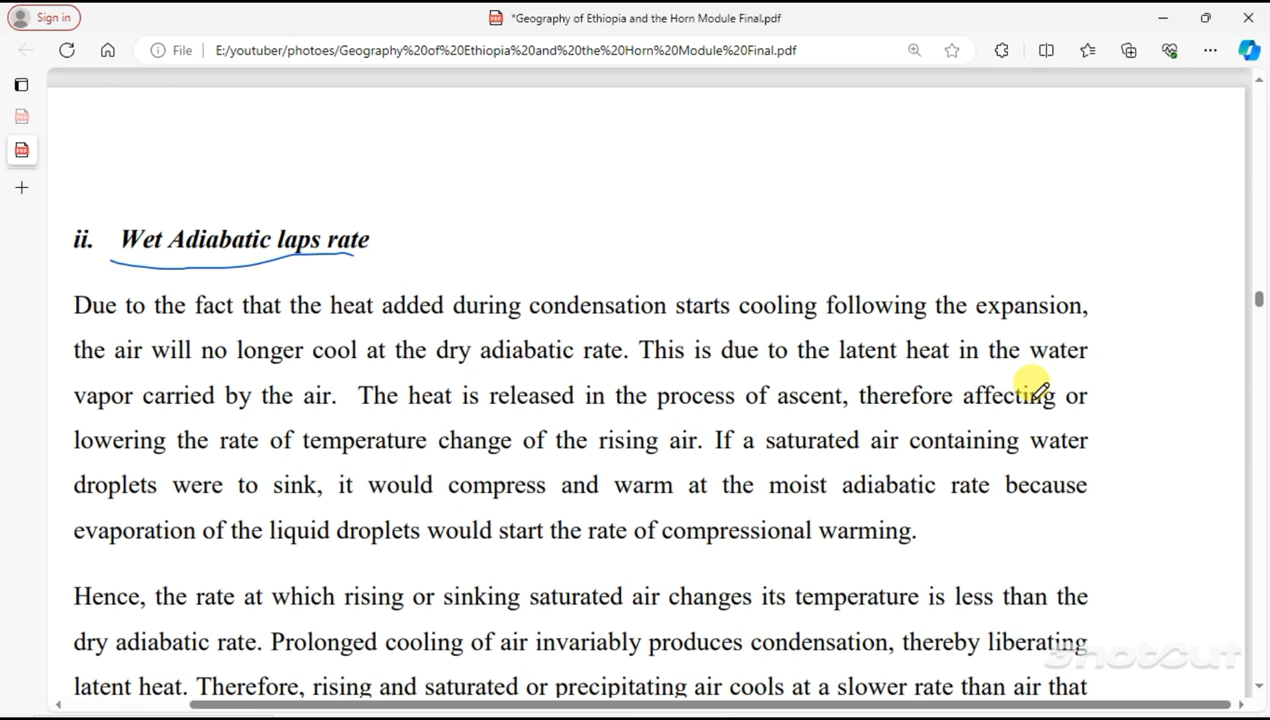 Sign in
*Geography of Ethiopia and the Horn Module Final.pdf
File
E:/youtuber/photoes/Geography%20of%20Ethiopia%20and%20the%20Horn%20Module%20Final.pdf
ii. Wet Adiabatic laps rate
Due to the fact that the heat added during condensation starts cooling following the expansion,
the air will no longer cool at the dry adiabatic rate. This is due to the latent heat in the water
vapor carried by the air. The heat is released in the process of ascent, therefore affecting or
lowering the rate of temperature change of the rising air. If a saturated air containing water
droplets were to sink, it would compress and warm at the moist adiabatic rate because
evaporation of the liquid droplets would start the rate of compressional warming.
Hence, the rate at which rising or sinking saturated air changes its temperature is less than the
dry adiabatic rate. Prolonged cooling of air invariably produces condensation, thereby liberating
ShotCut
latent heat. Therefore, rising and saturated or precipitating air cools at a slower rate than air that